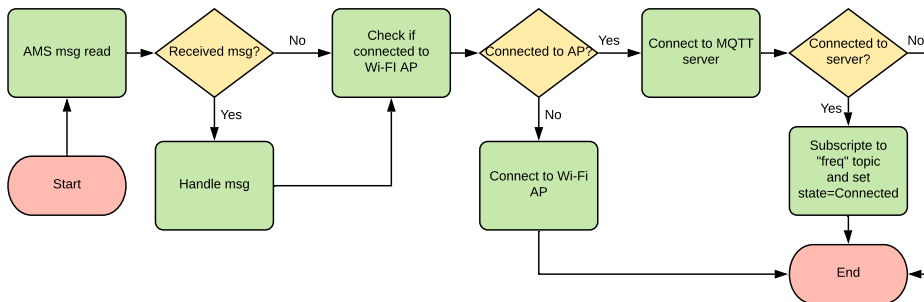 AMS msg read
Received msg?
No
Check if
connected to
Wi-FI AP
Connected to AP?
Yes
Connect to MQTT
server
Connected to
server?
No
Yes
No
Yes
Start
Handle msg
Connect to Wi-Fi
AP
Subscripte to
"freq" topic
and set
state=Connected
End